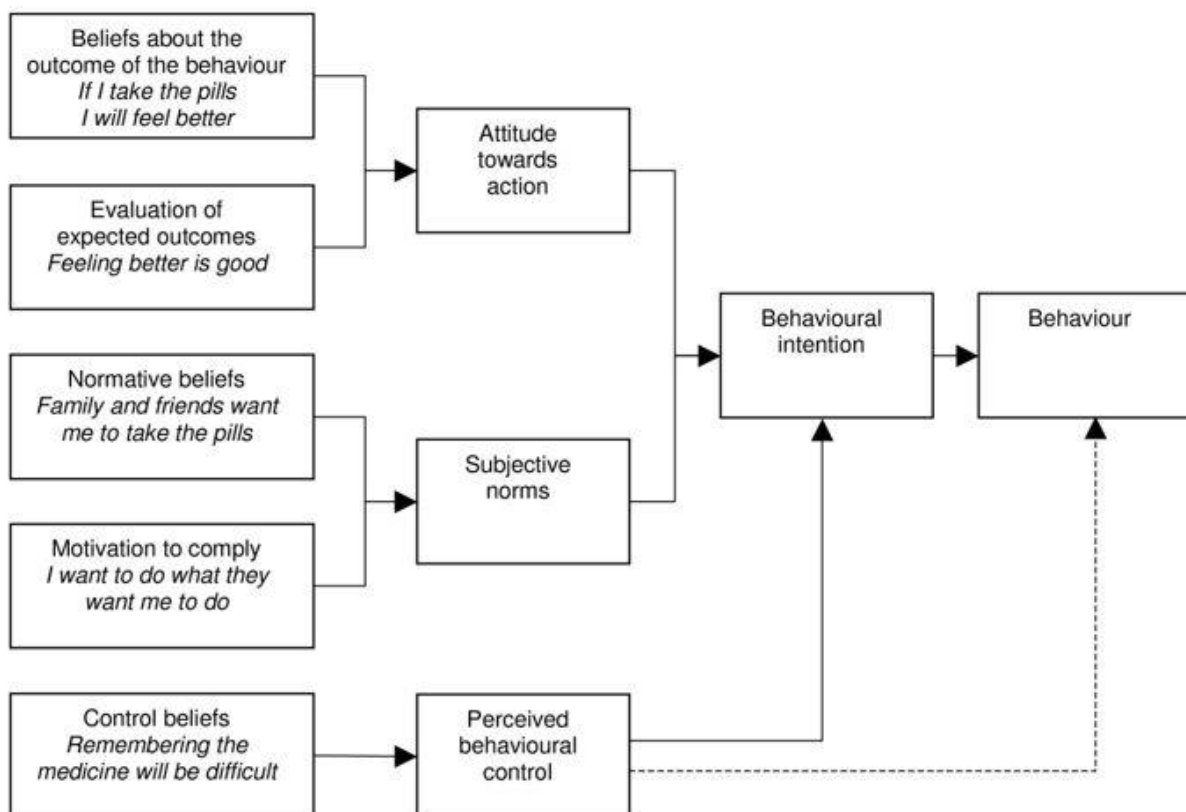 Beliefs about the
outcome of the behaviour
If I take the pills
I will feel better
Evaluation of
expected outcomes
Feeling better is good
Normative beliefs
Family and friends want
me to take the pills
Motivation to comply
I want to do what they
want me to do
Control beliefs
Remembering the
medicine will be difficult
Attitude
towards
action
Subjective
norms
Perceived
behavioural
control
Behavioural
intention
Behaviour